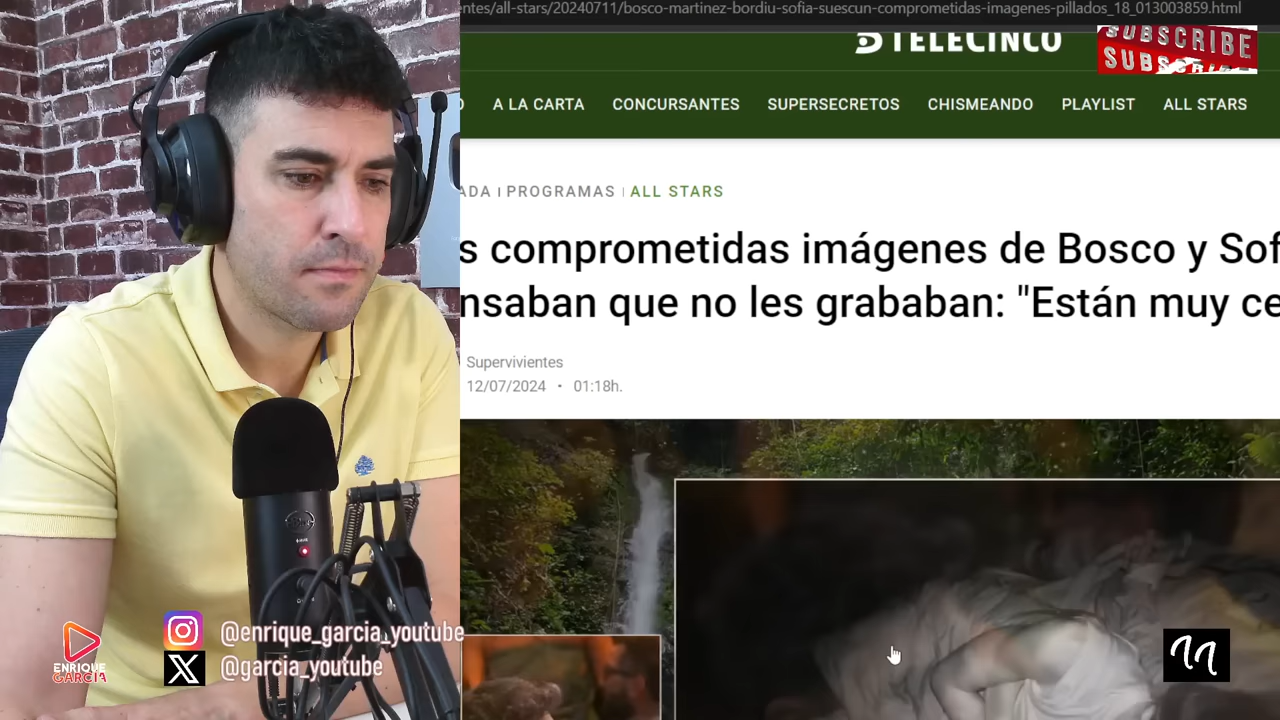 entes/all-stars/20240711/bosco-martinez-bordiu-sofia-suescun-comprometidas-imagenes-pillados_18_013003859.html
TELECINCO
SUBSCRIBE
SUBSCRIBE
O A LA CARTA CONCURSANTES SUPERSECRETOS CHISMEANDO PLAYLIST ALL STARS
ADA | PROGRAMAS | ALL STARS
s comprometidas imágenes de Bosco y Sof
nsaban que no les grababan: "Están muy ce
Supervivientes
12/07/2024 • 01:18h.
@enrique_garcia_youtube
@garcia_youtube
ENRIQUE
GARCIA